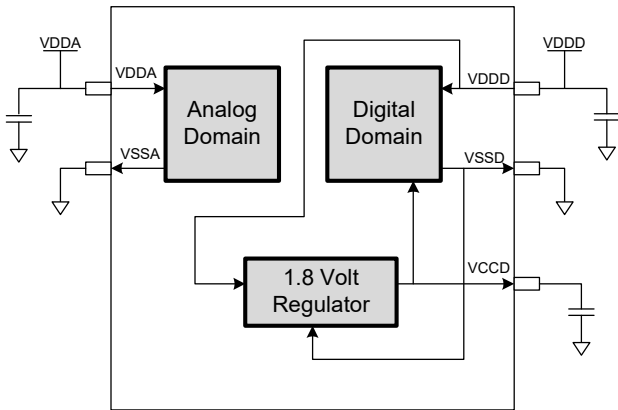 VDDA
VDDD
VDDA
VDDD
Analog
Domain
Digital
Domain
VSSA
VSSD
1.8 Volt
Regulator
VCCD